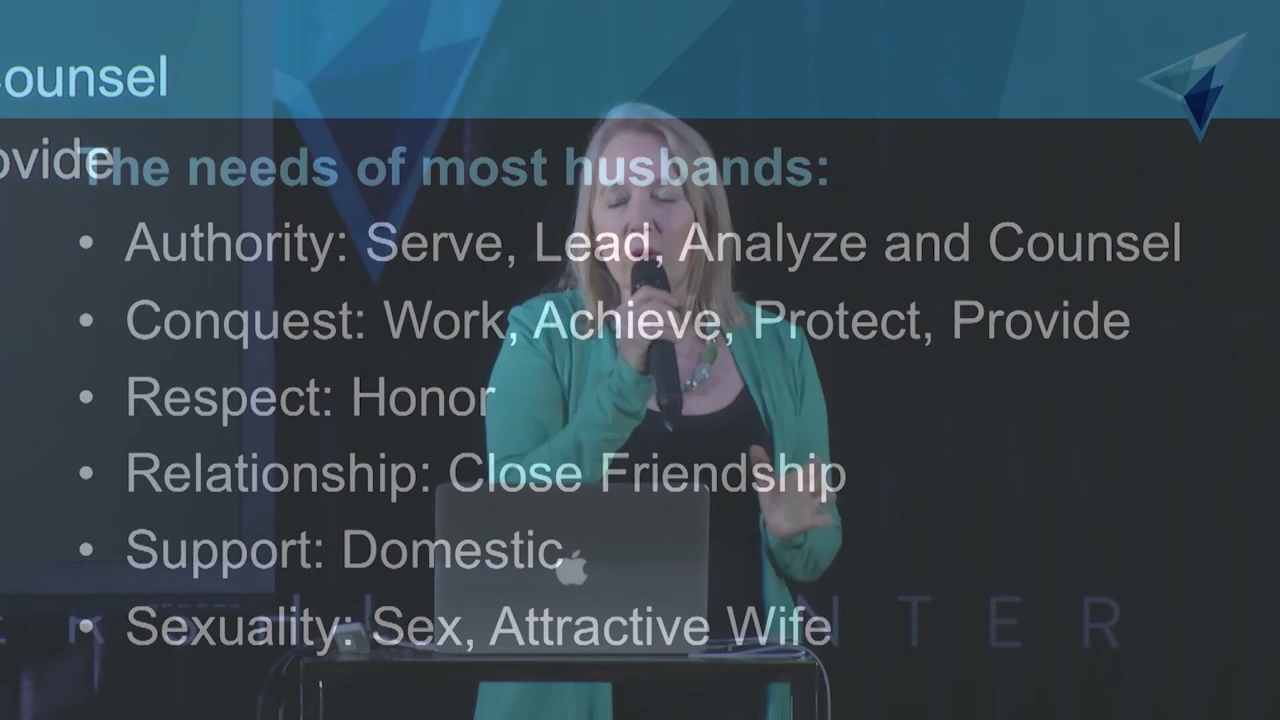 Counsel
ovide
The needs of most husbands:
• Authority: Serve, Lead, Analyze and Counsel
• Conquest: Work, Achieve, Protect, Provide
• Respect: Honor
• Relationship: Close Friendship
• Support: Domestic
• Sexuality: Sex, Attractive Wife